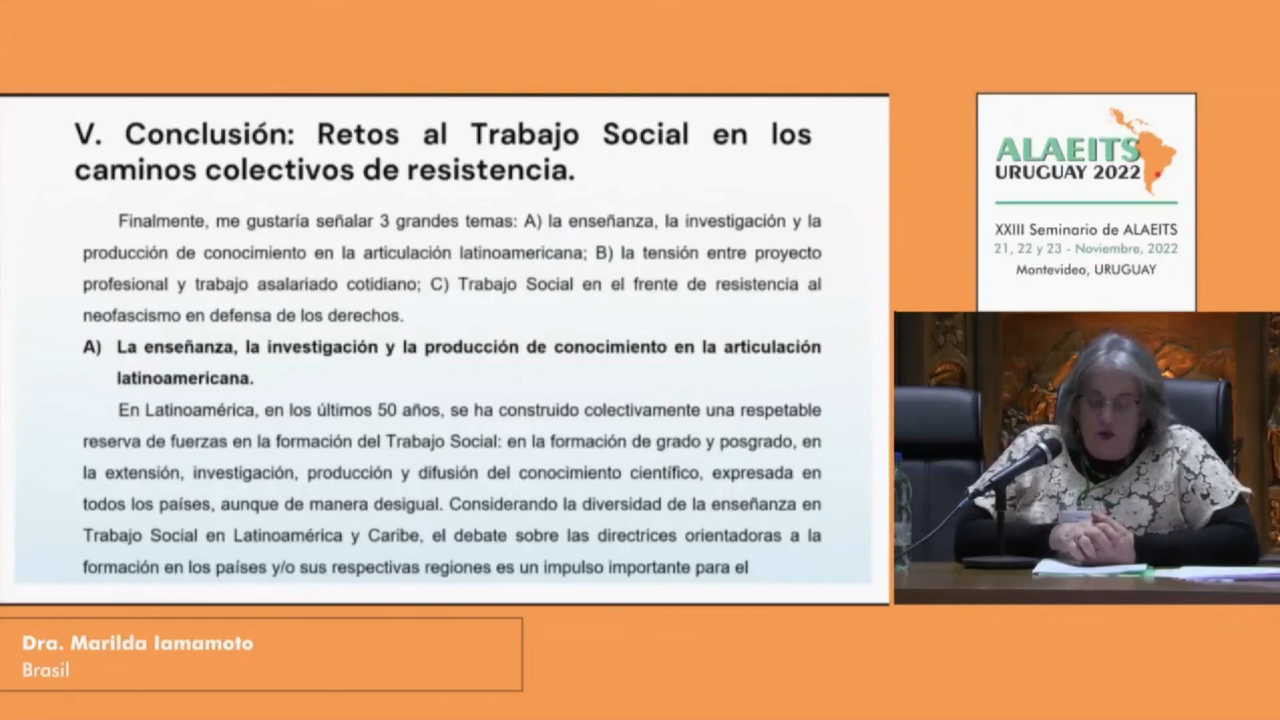 V. Conclusión: Retos al Trabajo Social en los
caminos colectivos de resistencia.
Finalmente, me gustaría señalar 3 grandes temas: A) la enseñanza, la investigación y la
producción de conocimiento en la articulación latinoamericana; B) la tensión entre proyecto
profesional y trabajo asalariado cotidiano; C) Trabajo Social en el frente de resistencia al
neofascismo en defensa de los derechos.
A) La enseñanza, la investigación y la producción de conocimiento en la articulación
latinoamericana.
En Latinoamérica, en los últimos 50 años, se ha construido colectivamente una respetable
reserva de fuerzas en la formación del Trabajo Social: en la formación de grado y posgrado, en
la extensión, investigación, producción y difusión del conocimiento científico, expresada en
todos los países, aunque de manera desigual. Considerando la diversidad de la enseñanza en
Trabajo Social en Latinoamérica y Caribe, el debate sobre las directrices orientadoras a la
formación en los países y/o sus respectivas regiones es un impulso importante para el
ALAEITS
URUGUAY 2022
XXIII Seminario de ALAEITS
21, 22 y 23 - Noviembre, 2022
Montevideo, URUGUAY
Dra. Marilda Iamamoto
Brasil